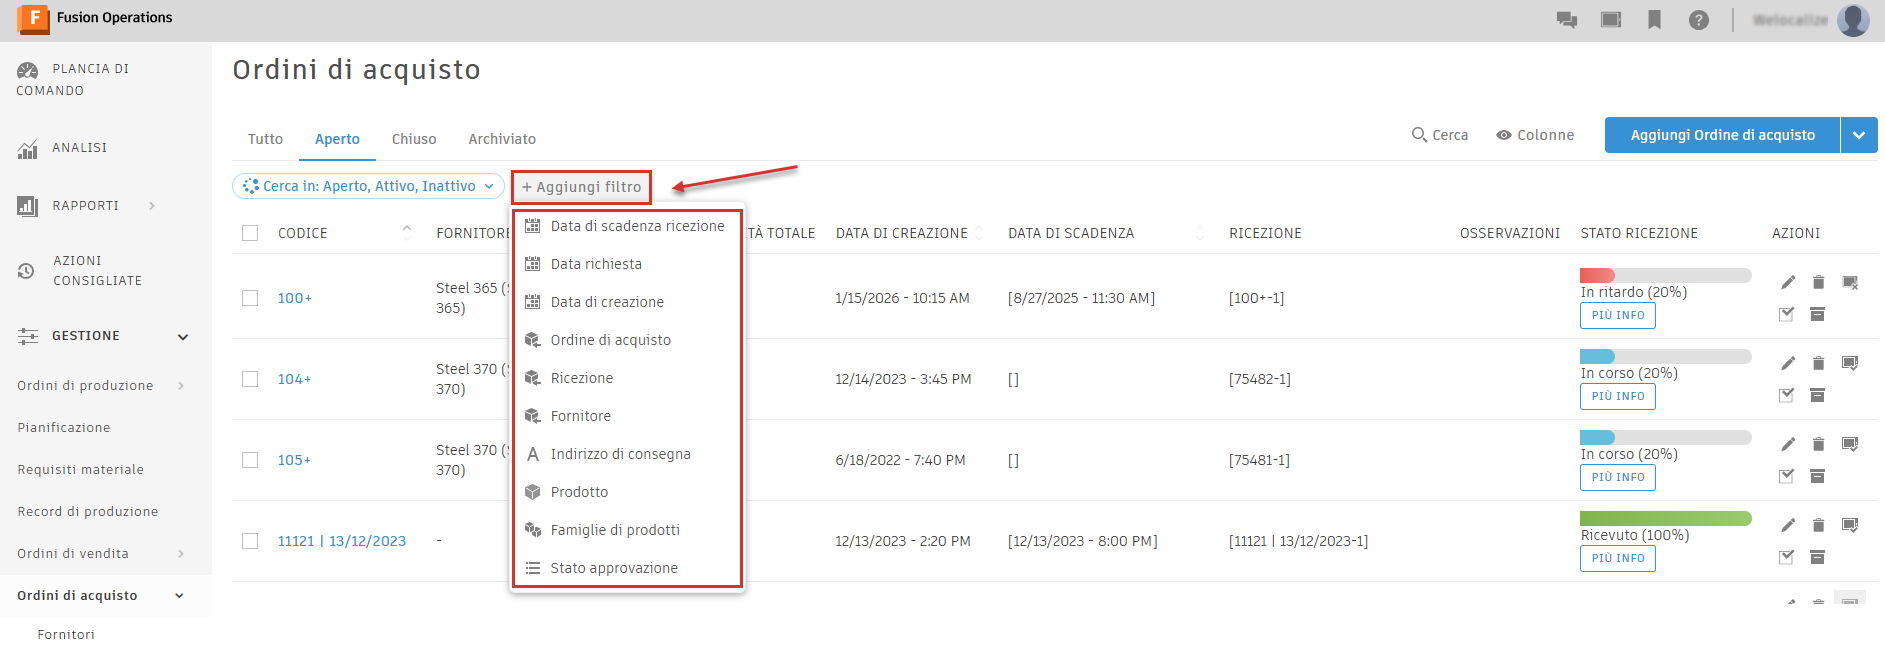 F Fusion Operations
?
PLANCIA DI
COMANDO
ANALISI
RAPPORTI
AZIONI
CONSIGLIATE
GESTIONE
Ordini di produzione
Pianificazione
Requisiti materiale
Record di produzione
Ordini di vendita
Ordini di acquisto
Fornitori
Ordini di acquisto
Tutto Aperto Chiuso Archiviato
Cerca Colonne Aggiungi Ordine di acquisto
Cerca in: Aperto, Attivo, Inattivo + Aggiungi filtro
CODICE FORNITORE TÀ TOTALE DATA DI CREAZIONE DATA DI SCADENZA RICEZIONE OSSERVAZIONI STATO RICEZIONE AZIONI
Data di scadenza ricezione
Data richiesta
Data di creazione
Ordine di acquisto
Ricezione
Fornitore
A Indirizzo di consegna
Prodotto
Famiglie di prodotti
Stato approvazione
100+ Steel 365 (S 1/15/2026 - 10:15 AM [8/27/2025 - 11:30 AM] [100+-1] In ritardo (20%)
365) PIÙ INFO
104+ Steel 370 (S 12/14/2023 - 3:45 PM [] [75482-1] In corso (20%)
370) PIÙ INFO
105+ Steel 370 (S 6/18/2022 - 7:40 PM [] [75481-1] In corso (20%)
370) PIÙ INFO
11121 | 13/12/2023 - 12/13/2023 - 2:20 PM [12/13/2023 - 8:00 PM] [11121 | 13/12/2023-1] Ricevuto (100%)
PIÙ INFO